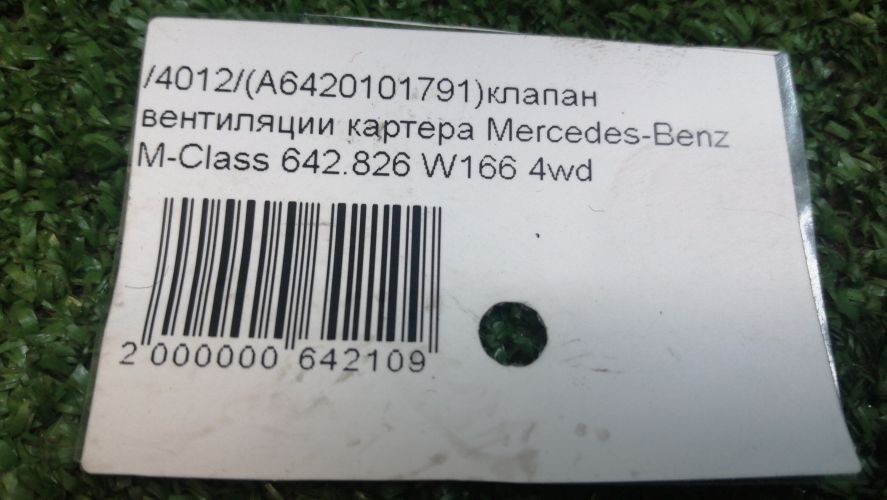 /4012/(A6420101791)клапан
вентиляции картера Mercedes-Benz
M-Class 642.826 W166 4wd
2 000000 642109